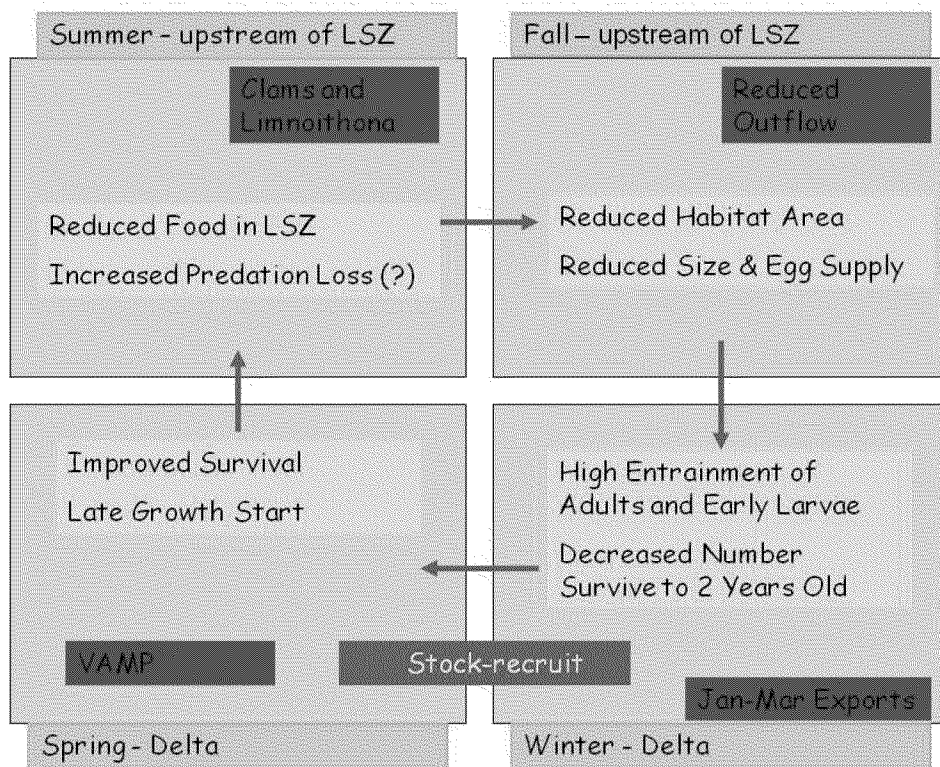 Summer - upstream of LSZ
Fall – upstream of LSZ
Clams and
Limnoithona
Reduced
Outflow
Reduced Food in LSZ
Increased Predation Loss (?)
Reduced Habitat Area
Reduced Size & Egg Supply
Improved Survival
Late Growth Start
High Entrainment of
Adults and Early Larvae
Decreased Number
Survive to 2 Years Old
VAMP
Stock-recruit
Jan-Mar Exports
Spring - Delta
Winter - Delta